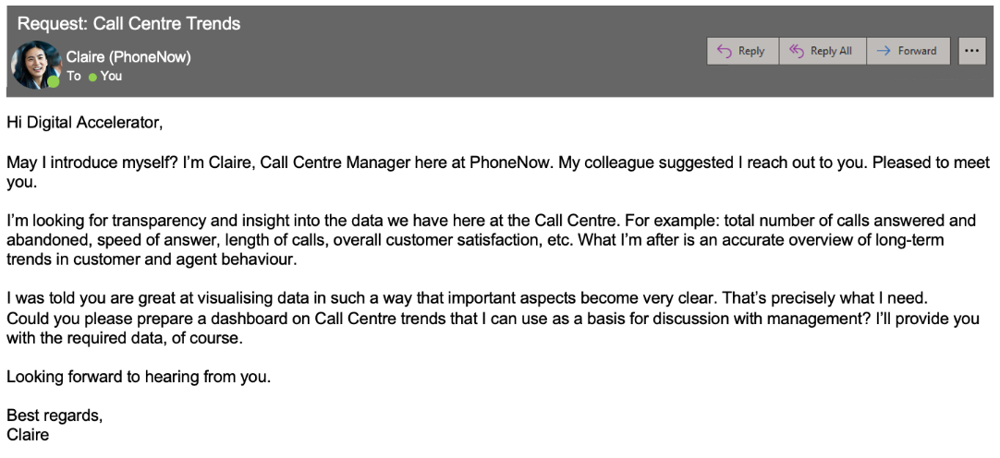 Request: Call Centre Trends
Claire (PhoneNow)
To You
Reply
Reply All
Forward
Hi Digital Accelerator,
May I introduce myself? I’m Claire, Call Centre Manager here at PhoneNow. My colleague suggested I reach out to you. Pleased to meet
you.
I’m looking for transparency and insight into the data we have here at the Call Centre. For example: total number of calls answered and
abandoned, speed of answer, length of calls, overall customer satisfaction, etc. What I’m after is an accurate overview of long-term
trends in customer and agent behaviour.
I was told you are great at visualising data in such a way that important aspects become very clear. That’s precisely what I need.
Could you please prepare a dashboard on Call Centre trends that I can use as a basis for discussion with management? I’ll provide you
with the required data, of course.
Looking forward to hearing from you.
Best regards,
Claire